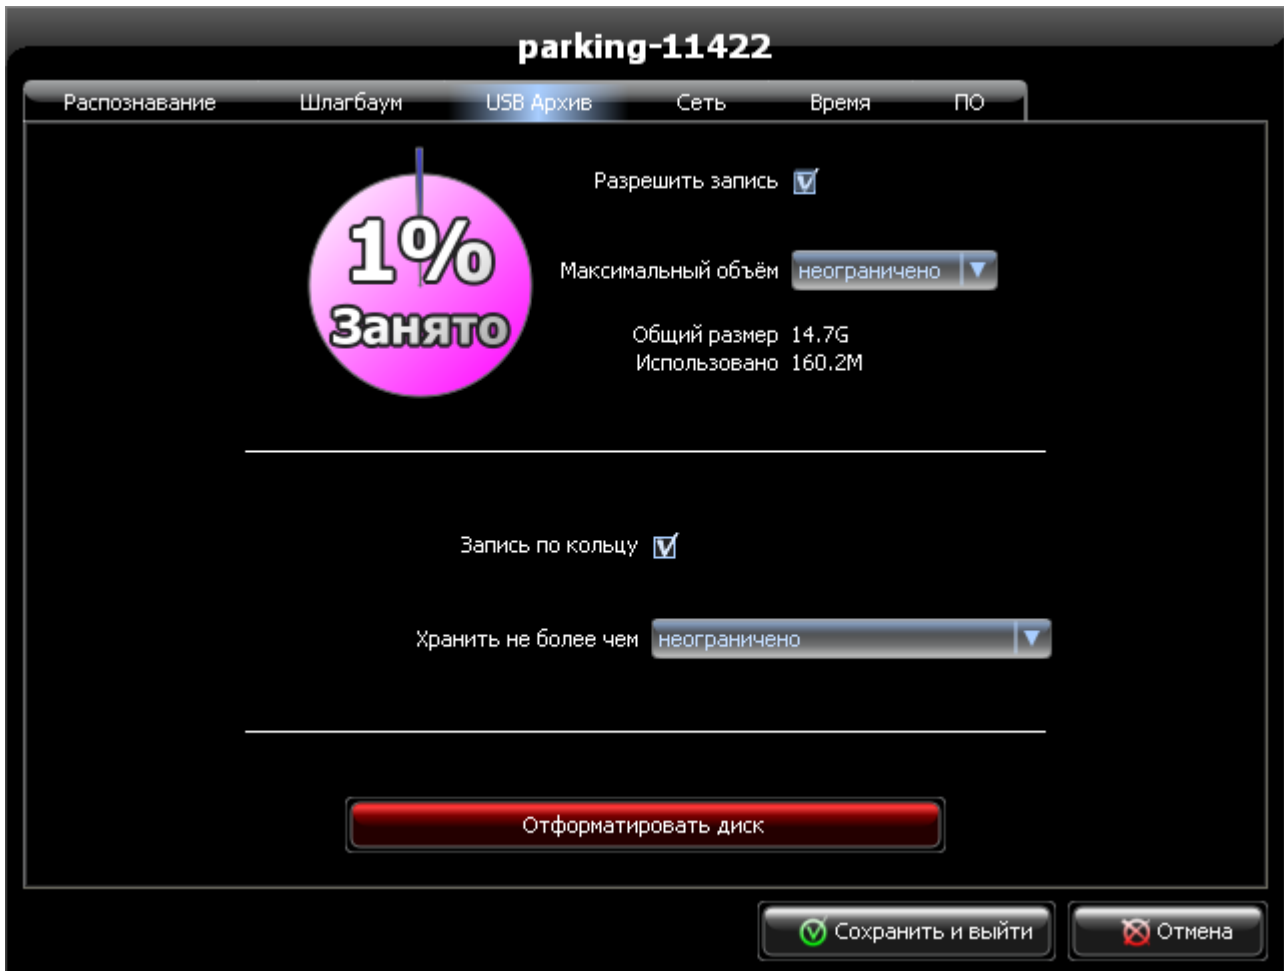 parking-11422
Распознавание Шлагбаум USB Архив Сеть Время ПО
Разрешить запись
1%
Занято
Максимальный объём неограничено
Общий размер 14.7G
Использовано 160.2M
Запись по кольцу
Хранить не более чем неограничено
Отформатировать диск
Сохранить и выйти Отмена